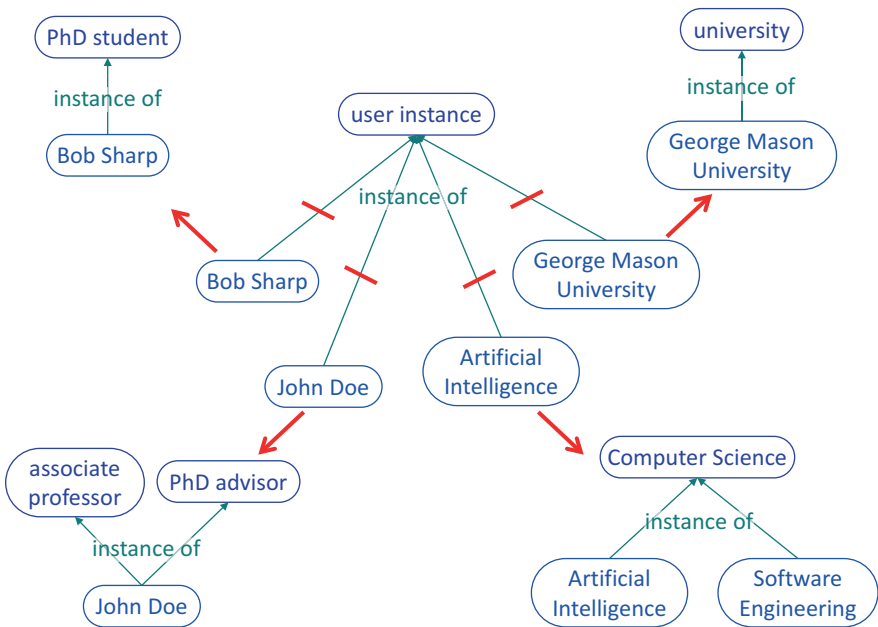 PhD student
university
instance of
instance of
user instance
Bob Sharp
George Mason
University
instance of
Bob Sharp
George Mason
University
John Doe
Artificial
Intelligence
associate
professor
PhD advisor
Computer Science
instance of
instance of
John Doe
Artificial
Intelligence
Software
Engineering